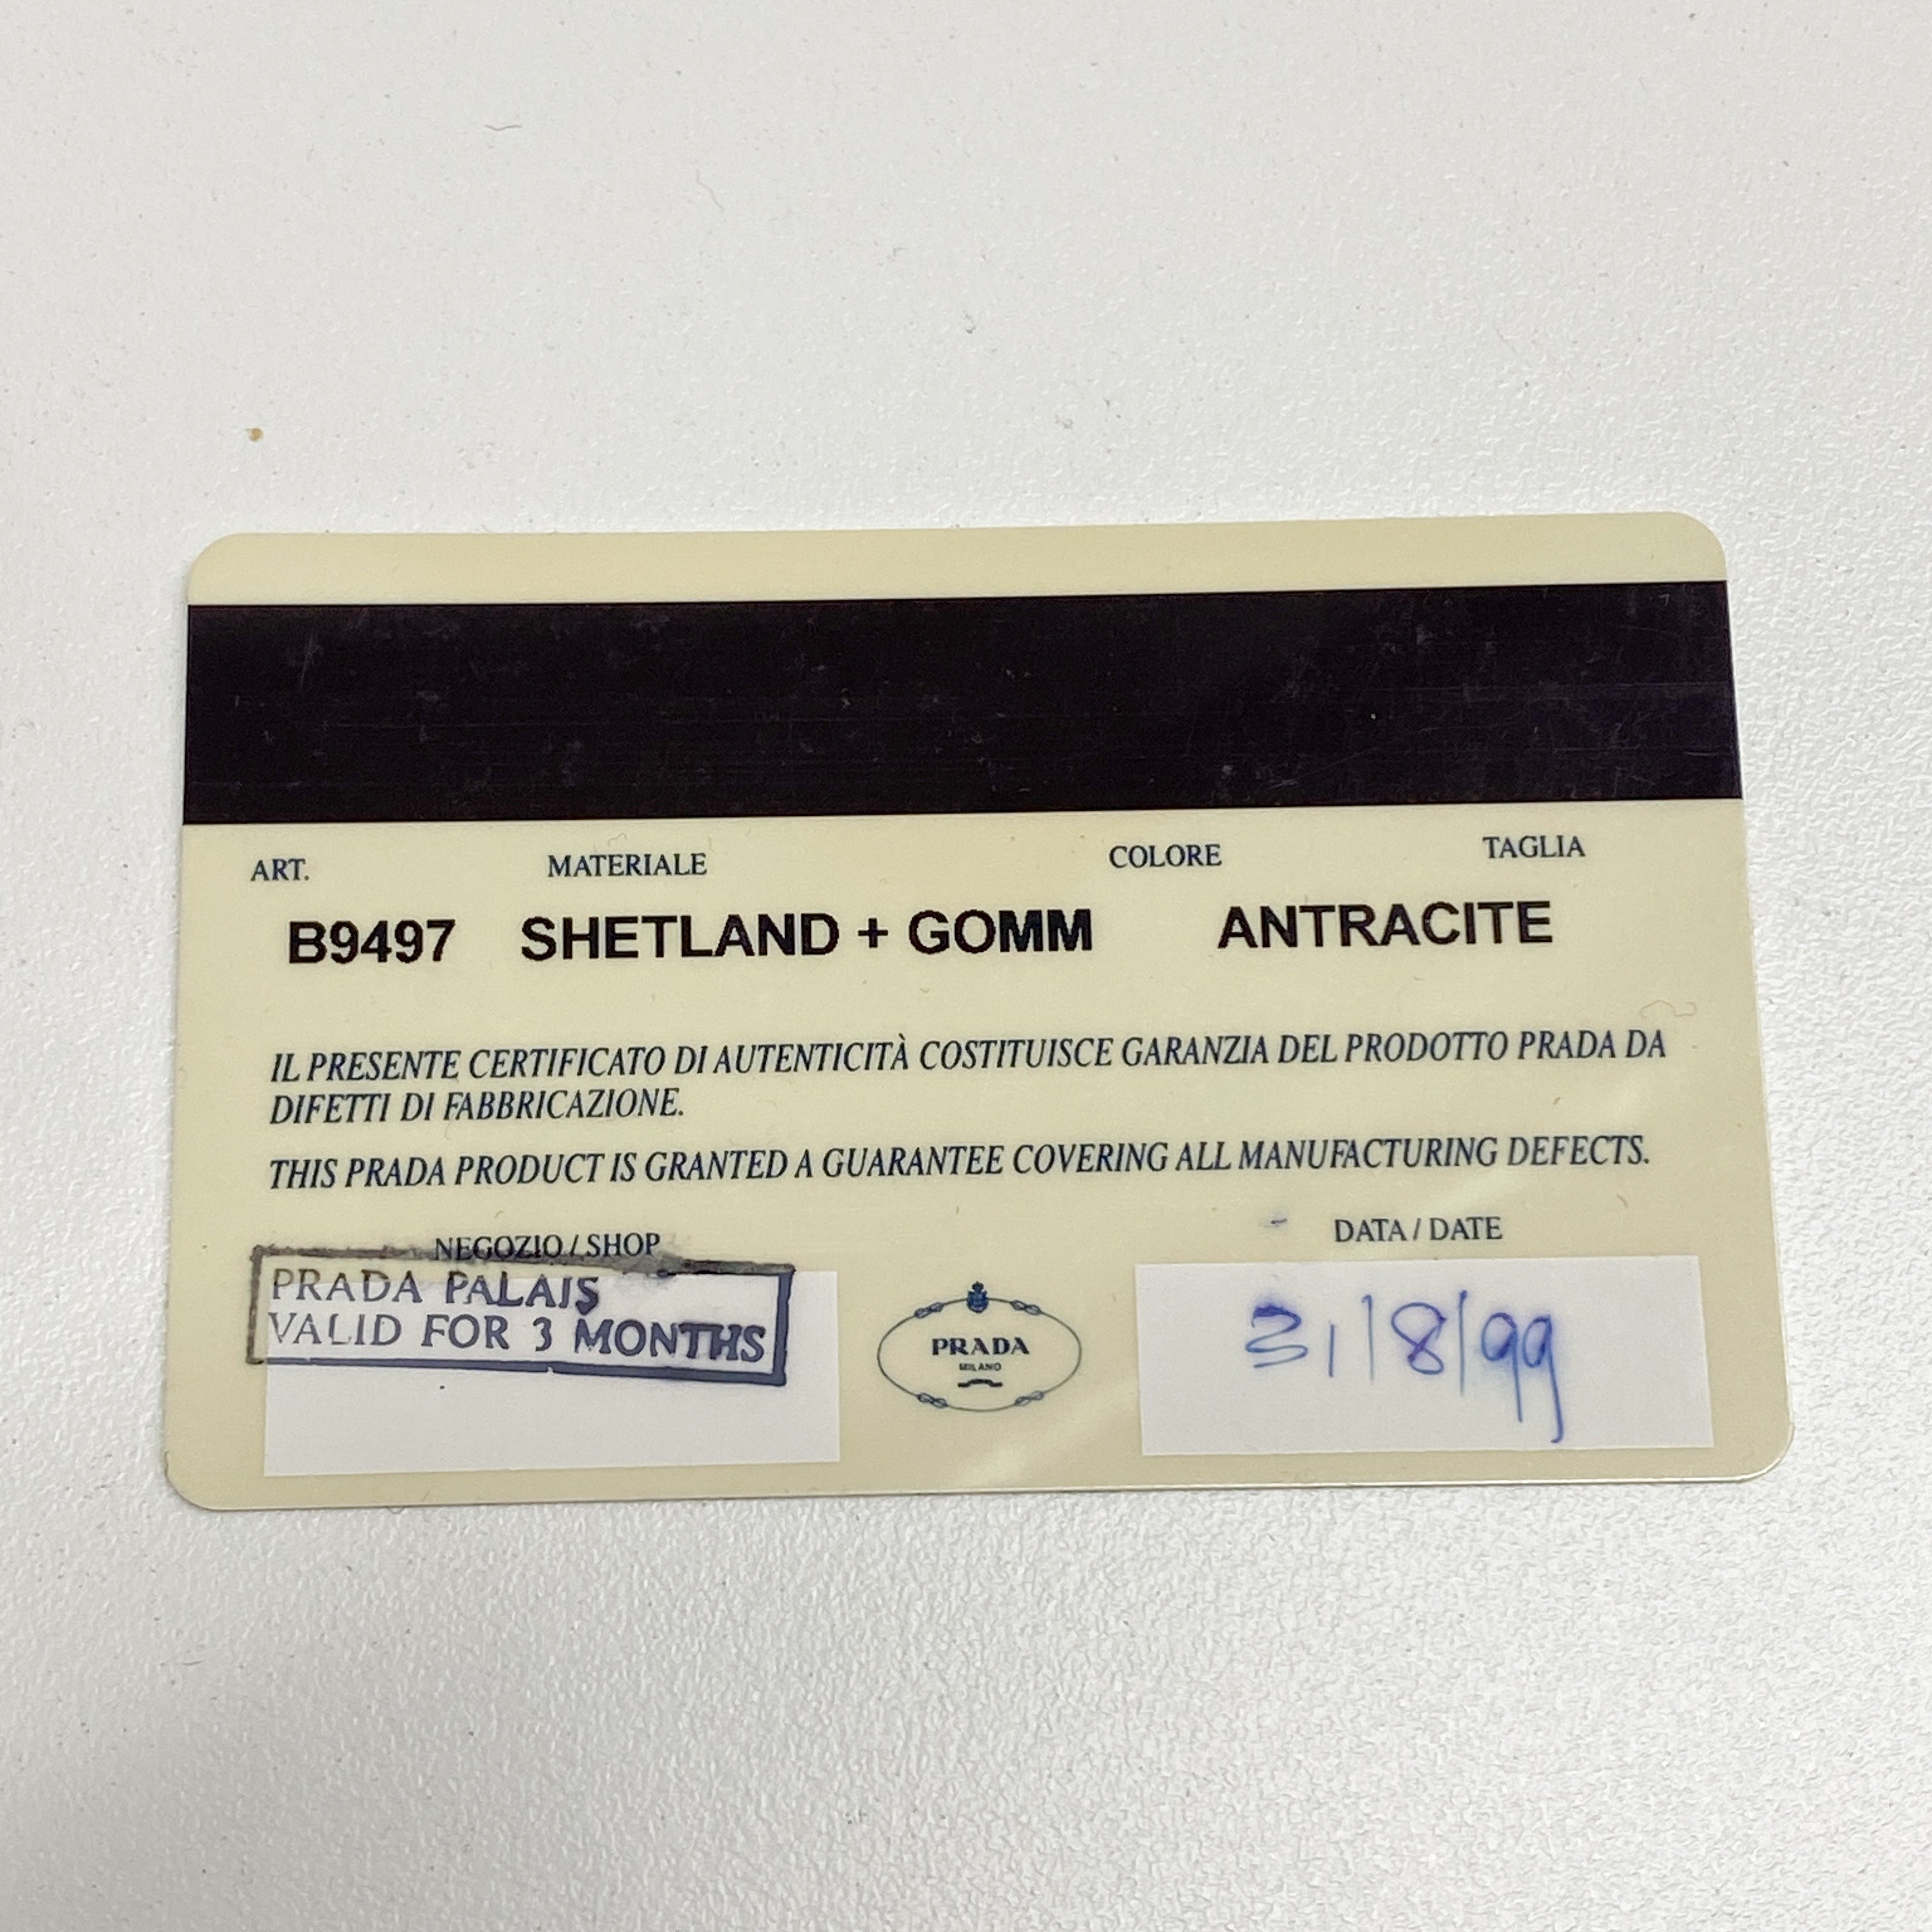 ART. MATERIALE COLORE TAGLIA
B9497 SHETLAND + GOMM ANTRACITE
IL PRESENTE CERTIFICATO DI AUTENTICITÀ COSTITUISCE GARANZIA DEL PRODOTTO PRADA DA
DIFETTI DI FABBRICAZIONE.
THIS PRADA PRODUCT IS GRANTED A GUARANTEE COVERING ALL MANUFACTURING DEFECTS.
NEGOZIO / SHOP
PRADA PALAIS
VALID FOR 3 MONTHS
PRADA
MILANO
DATA / DATE
31/8/99